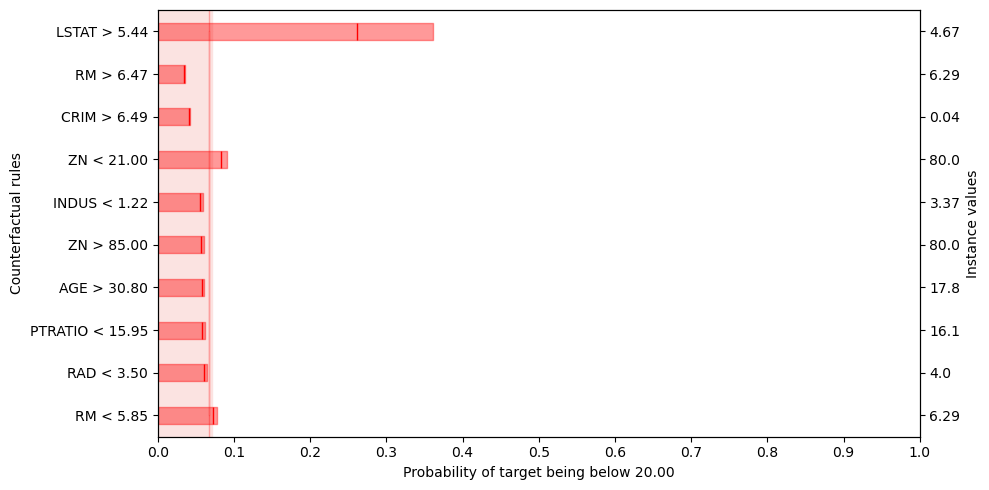 LSTAT > 5.44
4.67
RM > 6.47
6.29
CRIM > 6.49
0.04
ZN < 21.00
80.0
INDUS < 1.22
3.37
ZN > 85.00
80.0
AGE > 30.80
17.8
PTRATIO < 15.95
16.1
RAD < 3.50
4.0
RM < 5.85
6.29
Counterfactual rules
Instance values
0.0 0.1 0.2 0.3 0.4 0.5 0.6 0.7 0.8 0.9 1.0
Probability of target being below 20.00